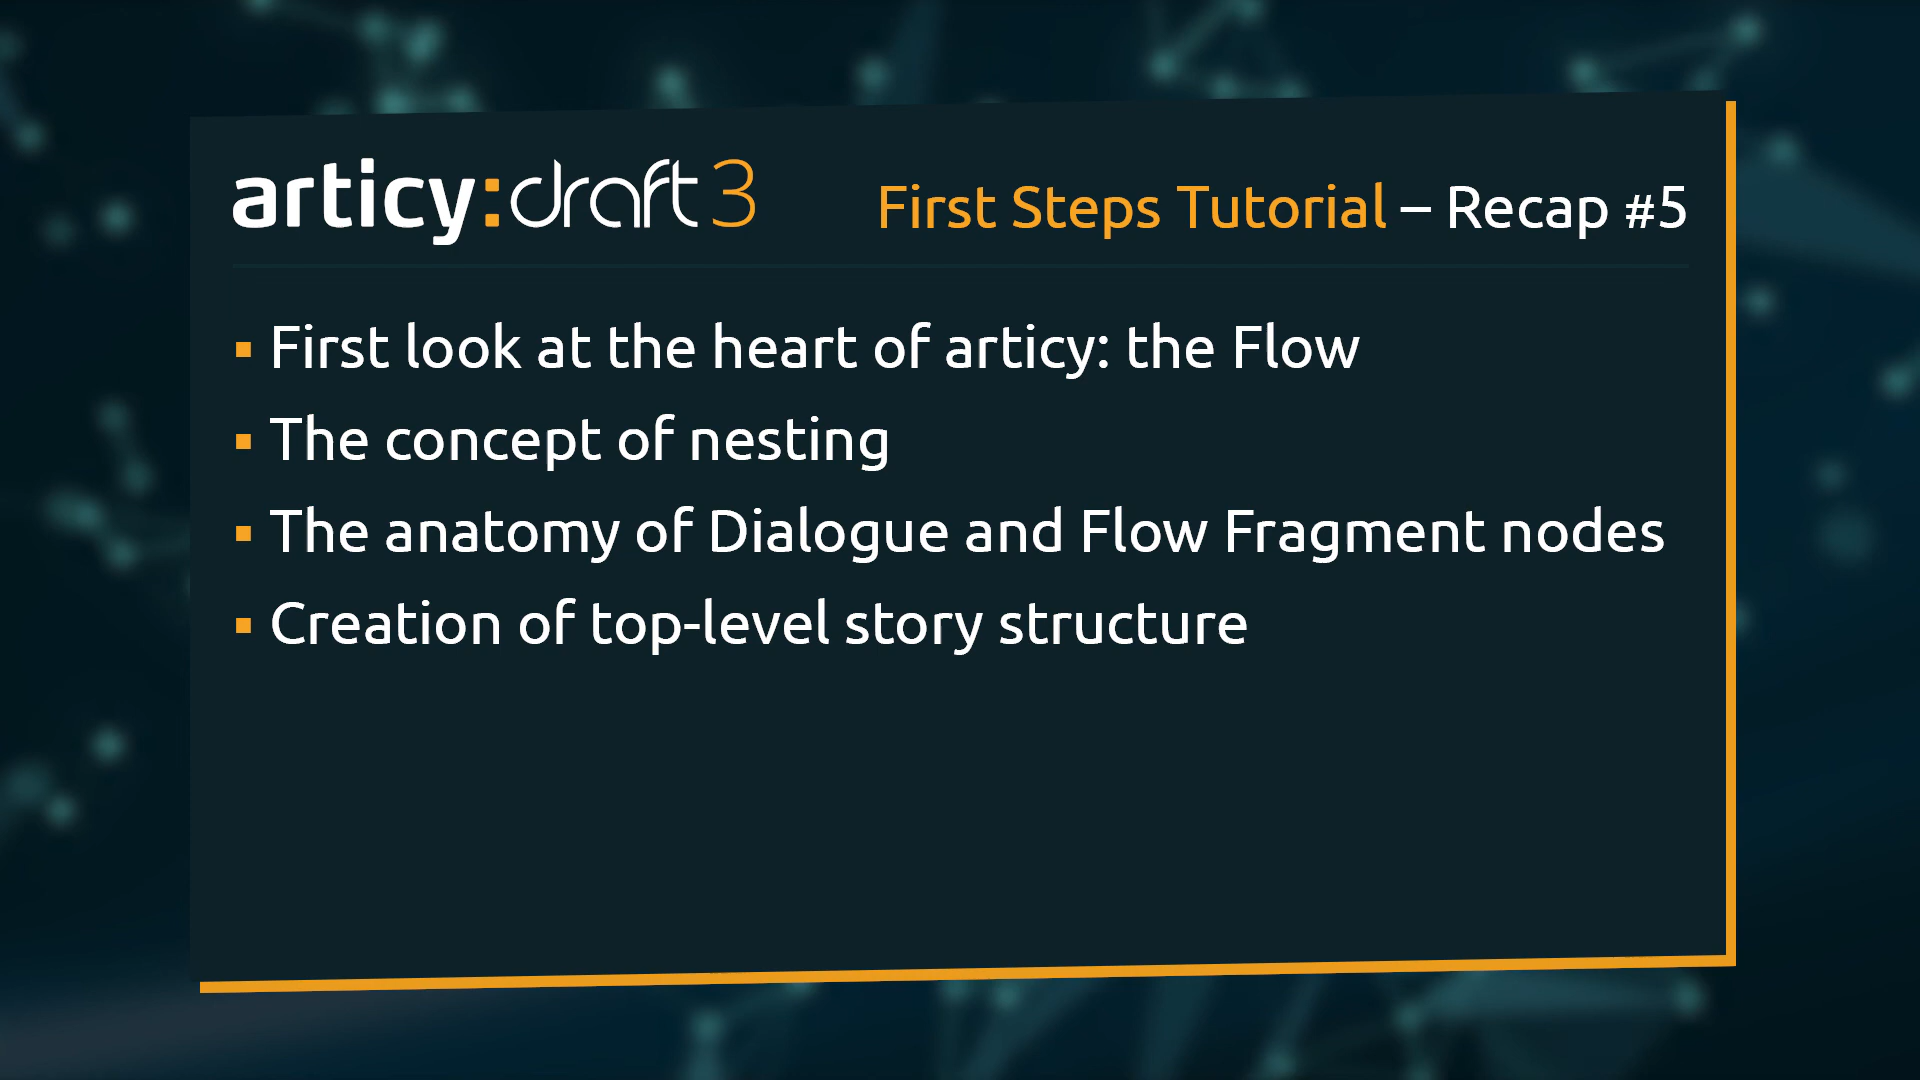 articy:draft 3
First Steps Tutorial – Recap #5
▪ First look at the heart of articy: the Flow
▪ The concept of nesting
▪ The anatomy of Dialogue and Flow Fragment nodes
▪ Creation of top-level story structure